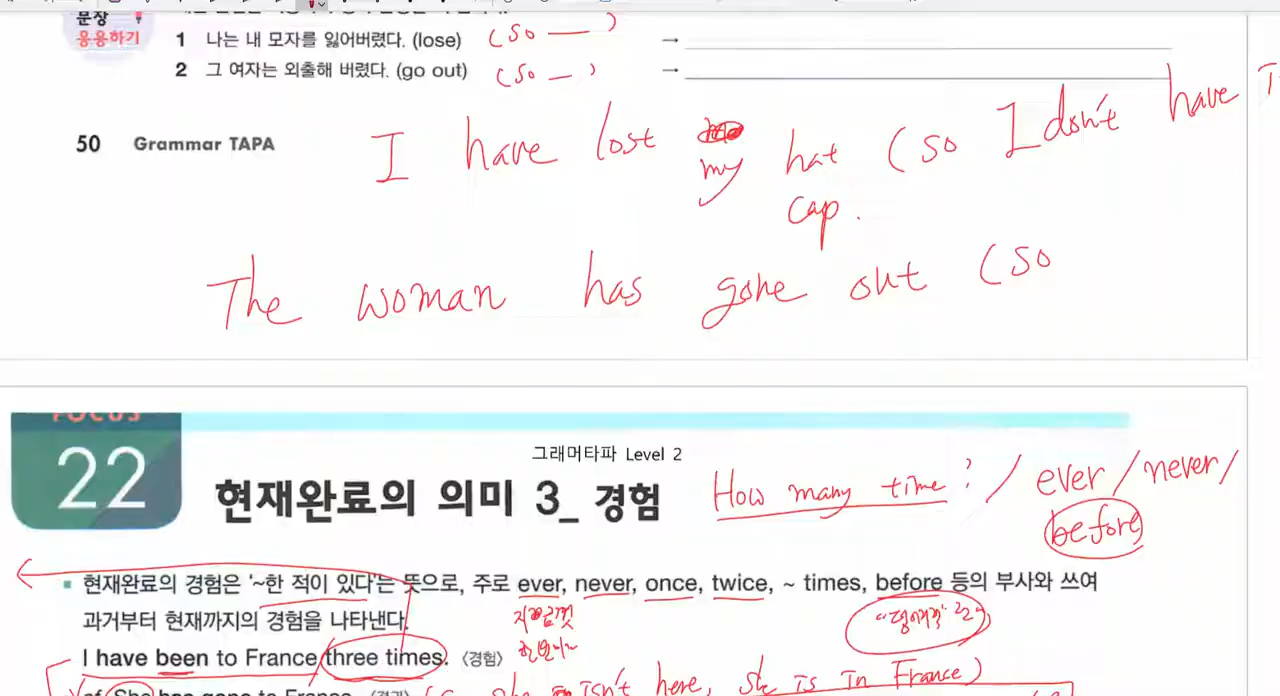 문장
응용하기
1 나는 내 모자를 잃어버렸다. (lose) (so ㅡ )
→
2 그 여자는 외출해 버렸다. (go out) (so ㅡ )
→
I have lost my hat (so I don't have
cap.
50 Grammar TAPA
The woman has gone out (so
FOCUS
22
그래머타파 Level 2
현재완료의 의미 3_ 경험
How many time? / ever / never /
before
▪ 현재완료의 경험은 '~한 적이 있다'는 뜻으로, 주로 ever, never, once, twice, ~ times, before 등의 부사와 쓰여
과거부터 현재까지의 경험을 나타낸다.
I have been to France three times. 〈경험〉
cf. She has gone to France. 〈결과〉
isn't here, she is in France)